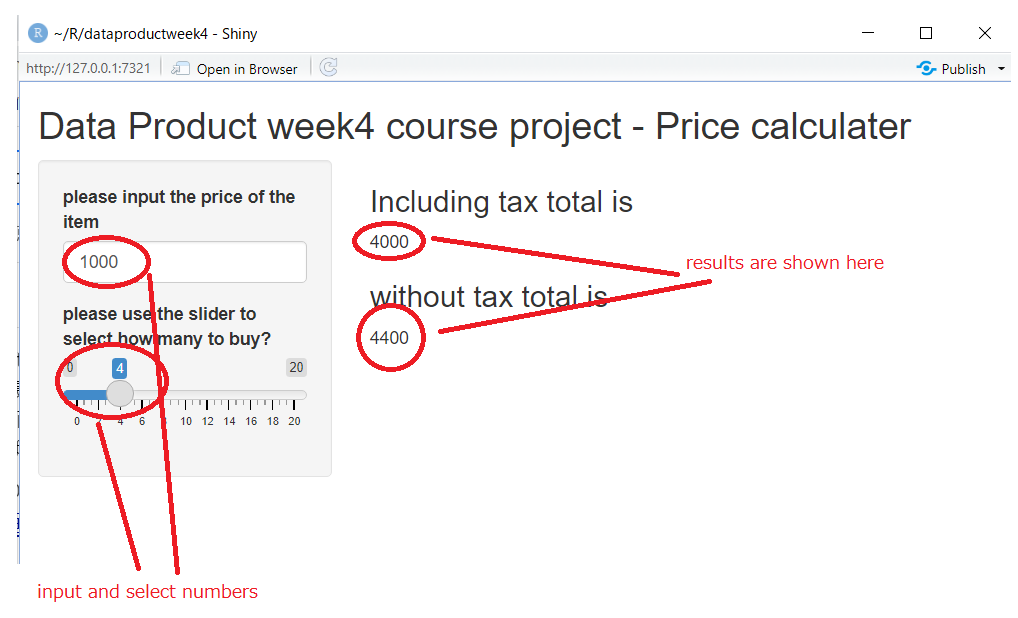 ~/R/dataproductweek4 - Shiny
http://127.0.0.1:7321 Open in Browser Publish
Data Product week4 course project - Price calculater
please input the price of the
item
1000
please use the slider to
select how many to buy?
0 4 20
0 4 6 10 12 14 16 18 20
Including tax total is
4000
without tax total is
4400
results are shown here
input and select numbers